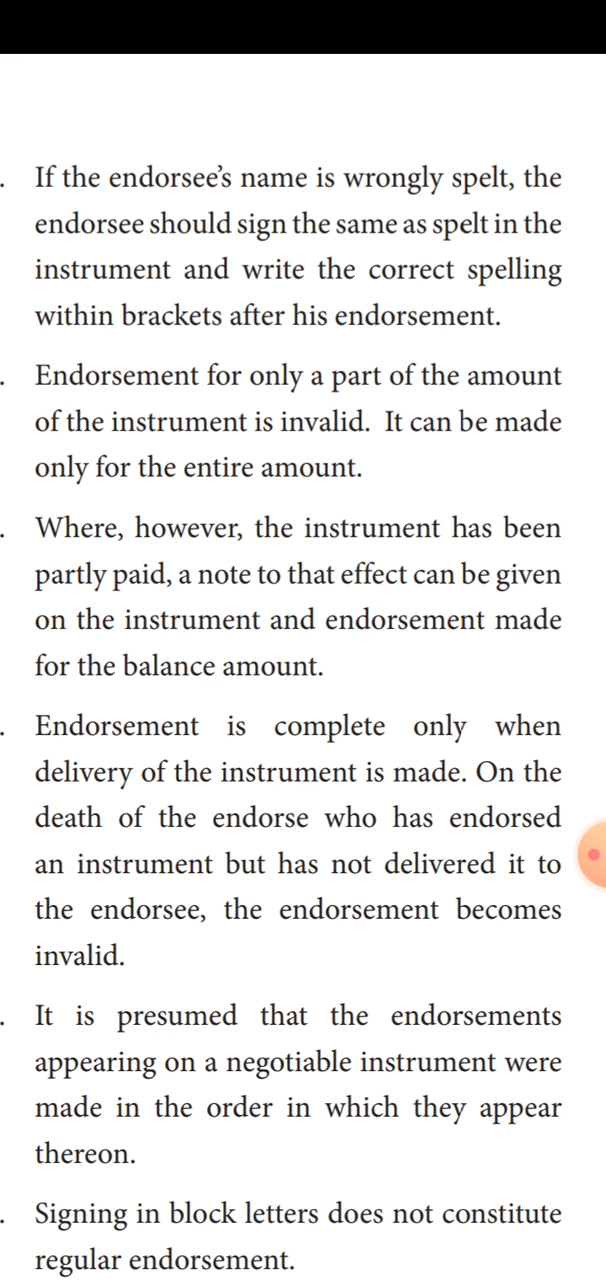 . If the endorsee’s name is wrongly spelt, the
endorsee should sign the same as spelt in the
instrument and write the correct spelling
within brackets after his endorsement.
. Endorsement for only a part of the amount
of the instrument is invalid. It can be made
only for the entire amount.
. Where, however, the instrument has been
partly paid, a note to that effect can be given
on the instrument and endorsement made
for the balance amount.
. Endorsement is complete only when
delivery of the instrument is made. On the
death of the endorse who has endorsed
an instrument but has not delivered it to
the endorsee, the endorsement becomes
invalid.
. It is presumed that the endorsements
appearing on a negotiable instrument were
made in the order in which they appear
thereon.
. Signing in block letters does not constitute
regular endorsement.